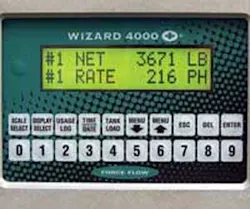 WIZARD 4000
#1 NET 3671 LB
#1 RATE 216 PH
SCALE SELECT DISPLAY SELECT USAGE LOG TIME DATE TANK LOAD MENU MENU ESC DEL ENTER
0 1 2 3 4 5 6 7 8 9
FORCE FLOW